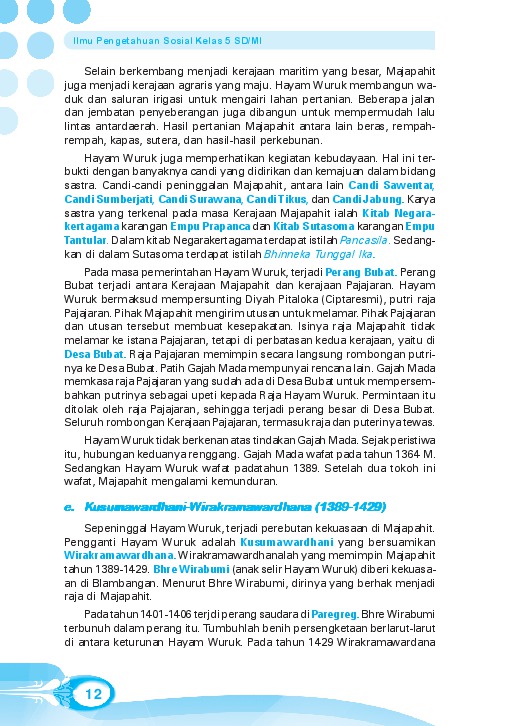 Ilmu Pengetahuan Sosial Kelas 5 SD/MI
Selain berkembang menjadi kerajaan maritim yang besar, Majapahit
juga menjadi kerajaan agraris yang maju. Hayam Wuruk membangun wa-
duk dan saluran irigasi untuk mengairi lahan pertanian. Beberapa jalan
dan jembatan penyeberangan juga dibangun untuk mempermudah lalu
lintas antardaerah. Hasil pertanian Majapahit antara lain beras, rempah-
rempah, kapas, sutera, dan hasil-hasil perkebunan.
Hayam Wuruk juga memperhatikan kegiatan kebudayaan. Hal ini ter-
bukti dengan banyaknya candi yang didirikan dan kemajuan dalam bidang
sastra. Candi-candi peninggalan Majapahit, antara lain Candi Sawentar,
Candi Sumberjati, Candi Surawana, Candi Tikus, dan Candi Jabung. Karya
sastra yang terkenal pada masa Kerajaan Majapahit ialah Kitab Negara-
kertagama karangan Empu Prapanca dan Kitab Sutasoma karangan Empu
Tantular. Dalam kitab Negarakertagama terdapat istilah Pancasila. Sedang-
kan di dalam Sutasoma terdapat istilah Bhinneka Tunggal Ika.
Pada masa pemerintahan Hayam Wuruk, terjadi Perang Bubat. Perang
Bubat terjadi antara Kerajaan Majapahit dan kerajaan Pajajaran. Hayam
Wuruk bermaksud mempersunting Diyah Pitaloka (Ciptaresmi), putri raja
Pajajaran. Pihak Majapahit mengirim utusan untuk melamar. Pihak Pajajaran
dan utusan tersebut membuat kesepakatan. Isinya raja Majapahit tidak
melamar ke istana Pajajaran, tetapi di perbatasan kedua kerajaan, yaitu di
Desa Bubat. Raja Pajajaran memimpin secara langsung rombongan putri-
nya ke Desa Bubat. Patih Gajah Mada mempunyai rencana lain. Gajah Mada
memkasa raja Pajajaran yang sudah ada di Desa Bubat untuk mempersem-
bahkan putrinya sebagai upeti kepada Raja Hayam Wuruk. Permintaan itu
ditolak oleh raja Pajajaran, sehingga terjadi perang besar di Desa Bubat.
Seluruh rombongan Kerajaan Pajajaran, termasuk raja dan puterinya tewas.
Hayam Wuruk tidak berkenan atas tindakan Gajah Mada. Sejak peristiwa
itu, hubungan keduanya renggang. Gajah Mada wafat pada tahun 1364 M.
Sedangkan Hayam Wuruk wafat padatahun 1389. Setelah dua tokoh ini
wafat, Majapahit mengalami kemunduran.
e. Kusumawardhani-Wirakramawardhana (1389-1429)
Sepeninggal Hayam Wuruk, terjadi perebutan kekuasaan di Majapahit.
Pengganti Hayam Wuruk adalah Kusumawardhani yang bersuamikan
Wirakramawardhana. Wirakramawardhanalah yang memimpin Majapahit
tahun 1389-1429. Bhre Wirabumi (anak selir Hayam Wuruk) diberi kekuasa-
an di Blambangan. Menurut Bhre Wirabumi, dirinya yang berhak menjadi
raja di Majapahit.
Pada tahun 1401-1406 terjdi perang saudara di Paregreg. Bhre Wirabumi
terbunuh dalam perang itu. Tumbuhlah benih persengketaan berlarut-larut
di antara keturunan Hayam Wuruk. Pada tahun 1429 Wirakramawardana
12